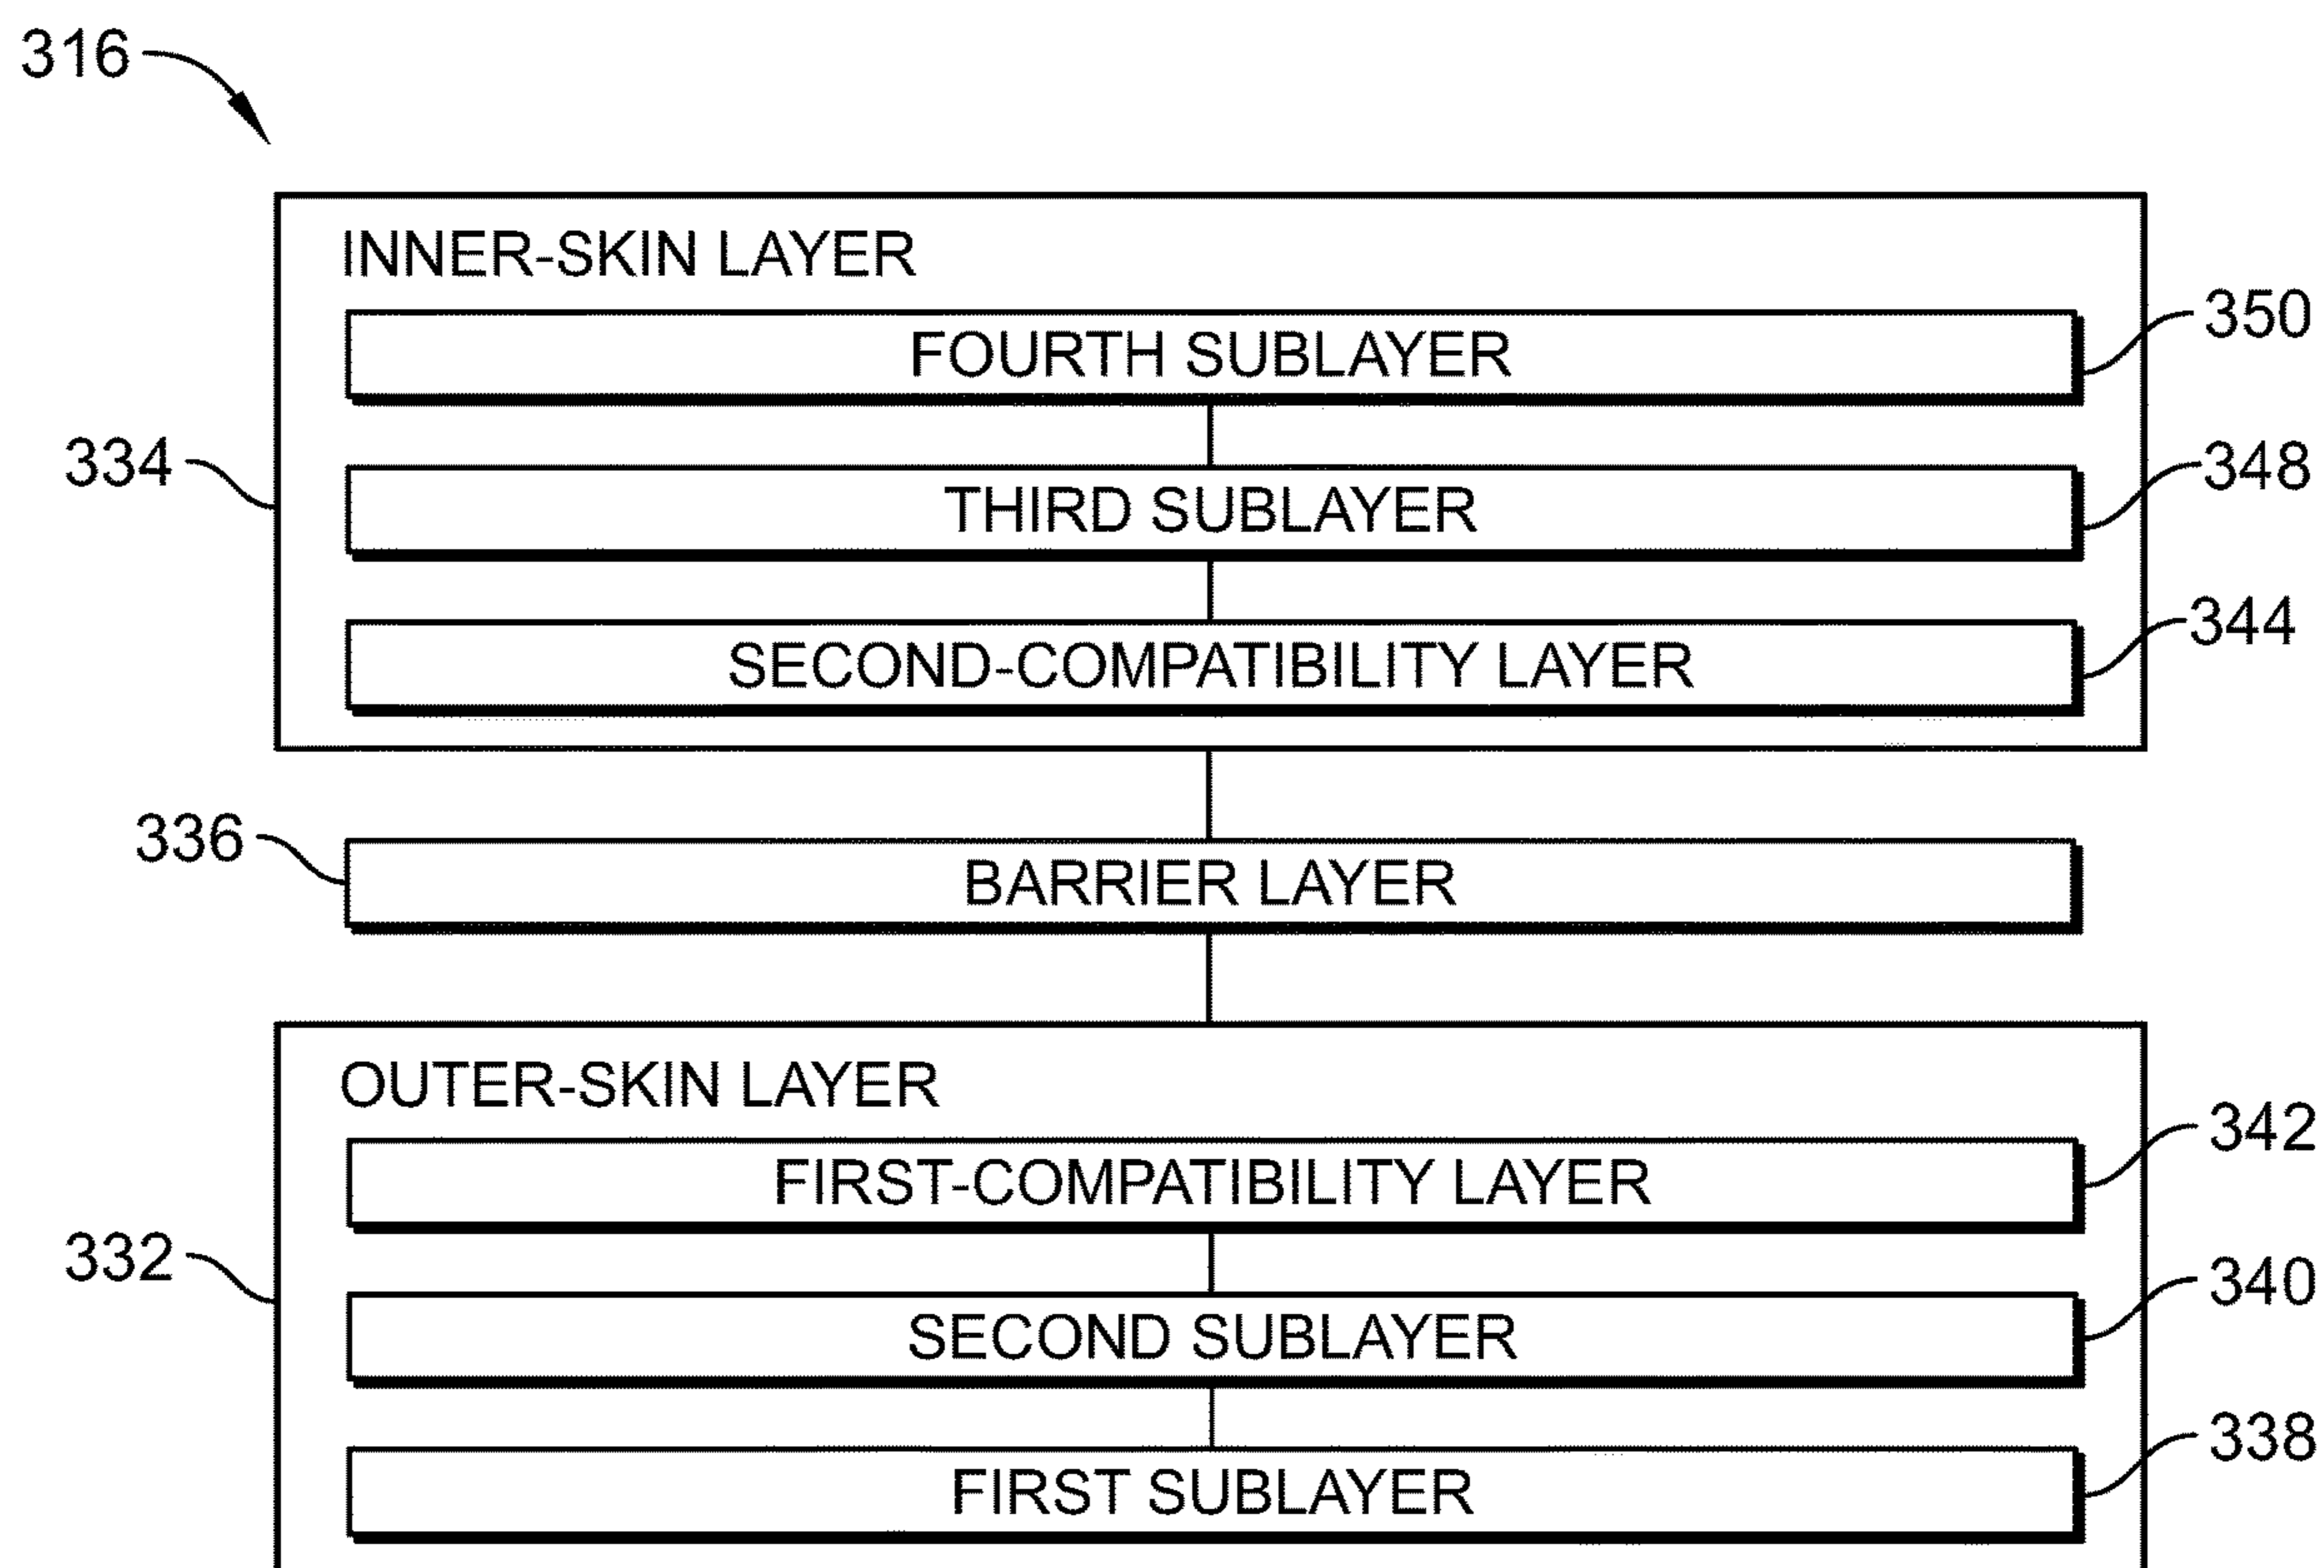 316
INNER-SKIN LAYER
FOURTH SUBLAYER
350
334
THIRD SUBLAYER
348
SECOND-COMPATIBILITY LAYER
344
336
BARRIER LAYER
OUTER-SKIN LAYER
FIRST-COMPATIBILITY LAYER
342
332
SECOND SUBLAYER
340
FIRST SUBLAYER
338